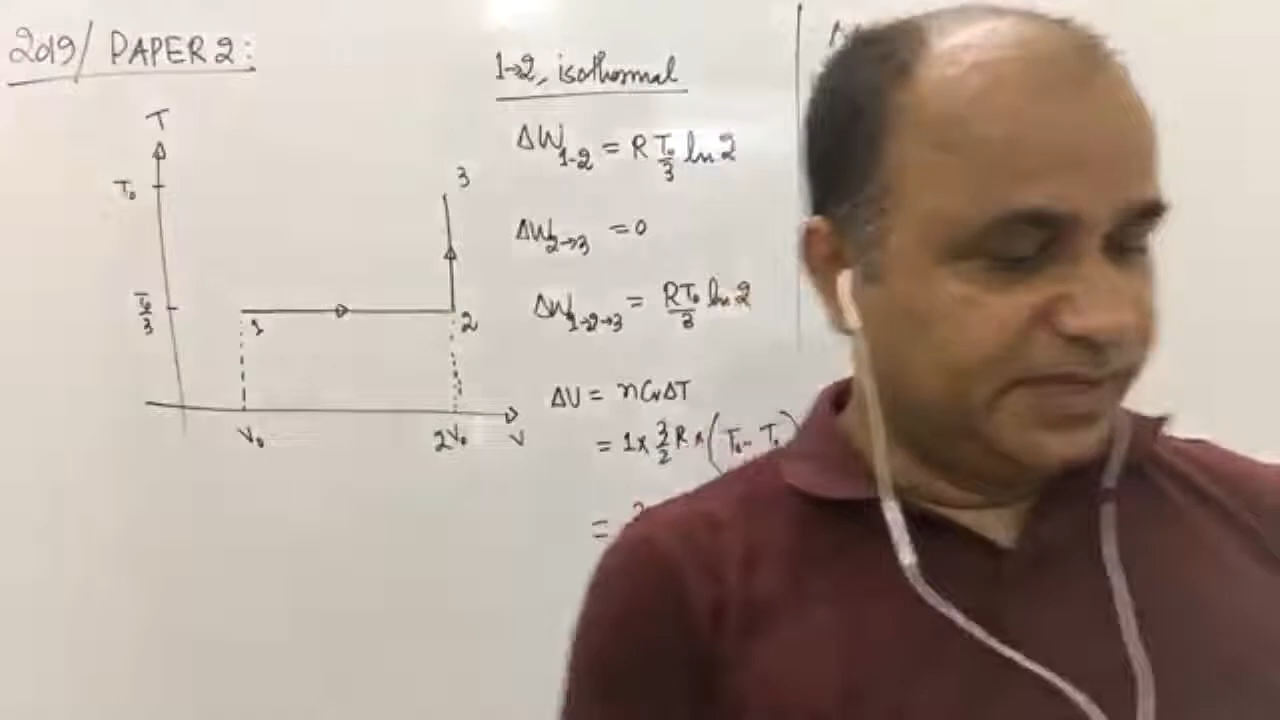 2019/ PAPER 2:
T
T₀
T₀/3
1
2
3
V₀
2V₀
V
1→2, isothermal
ΔW₁₋₂ = R T₀/3 ln 2
ΔW₂→₃ = 0
ΔW₁→₂→₃ = RT₀/3 ln 2
ΔU = nCᵥΔT
= 1 × 3/2 R × (T₀ - T₀
=